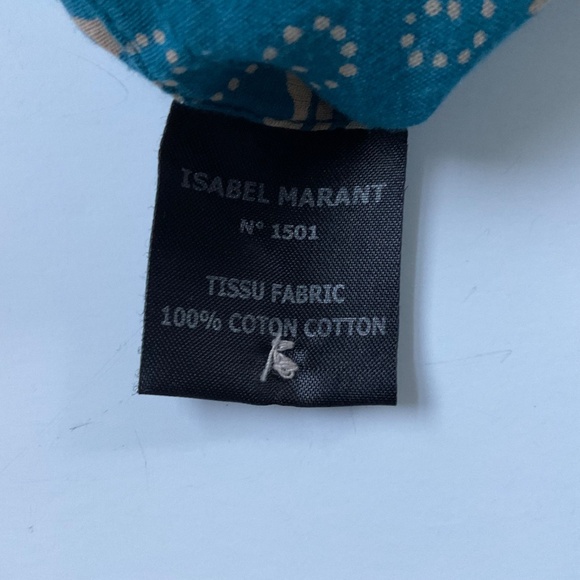 ISABEL MARANT
N° 1501
TISSU FABRIC
100% COTON COTTON